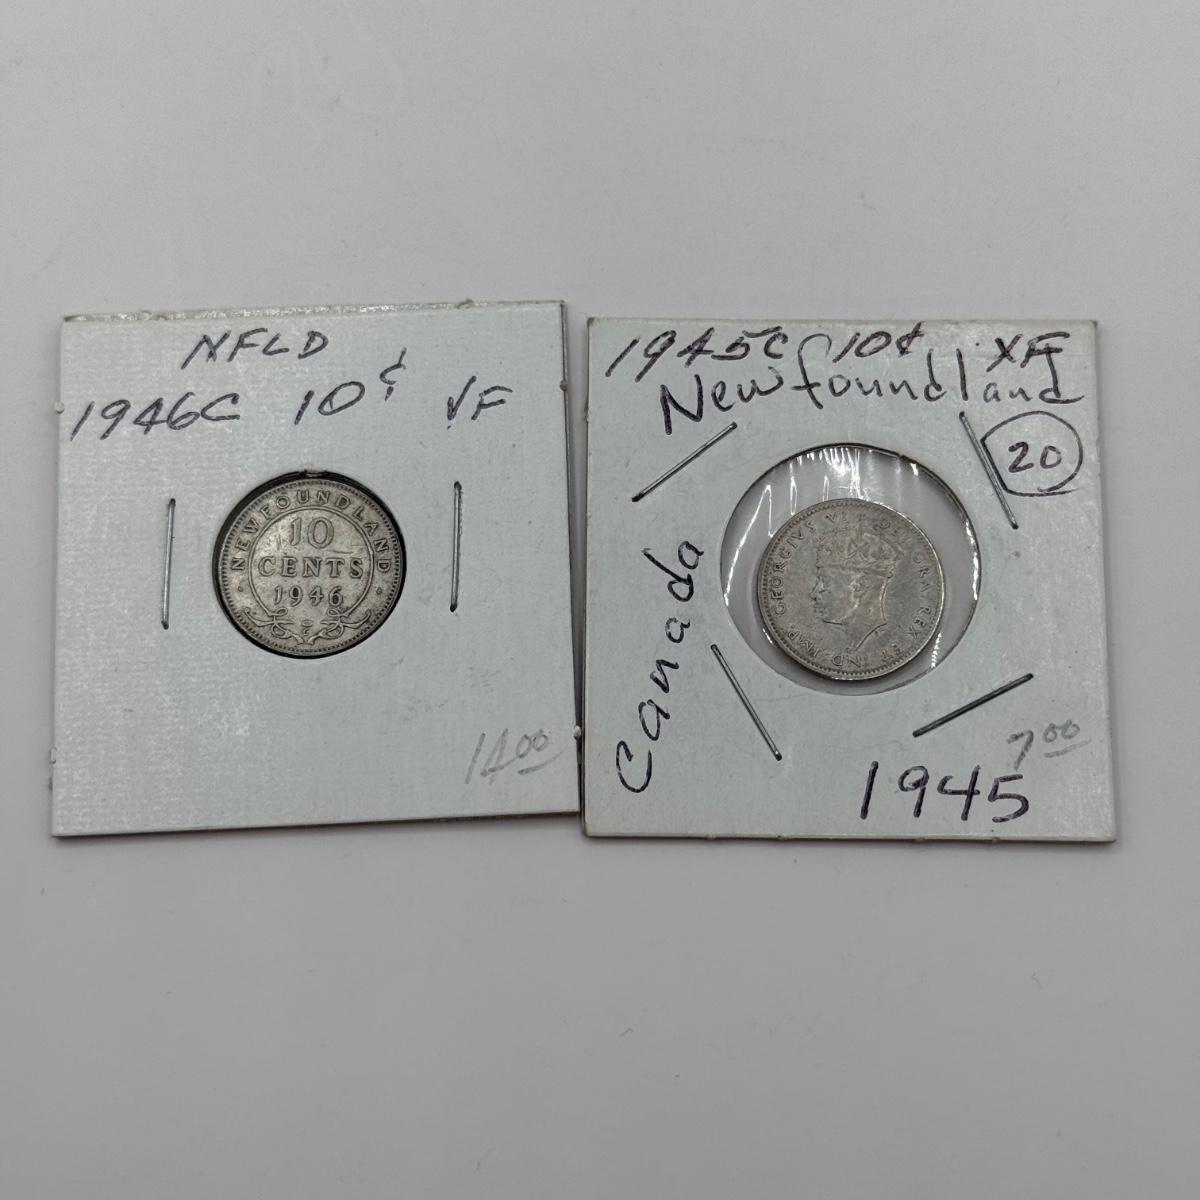 NFLD
1946C 10¢ VF
NEWFOUNDLAND
10
CENTS
1946
C
14.00
1945C 10¢ XF
Newfoundland
20
Canada
GEORGIVS VI DEI GRA. REX ET IND. IMP.
7.00
1945